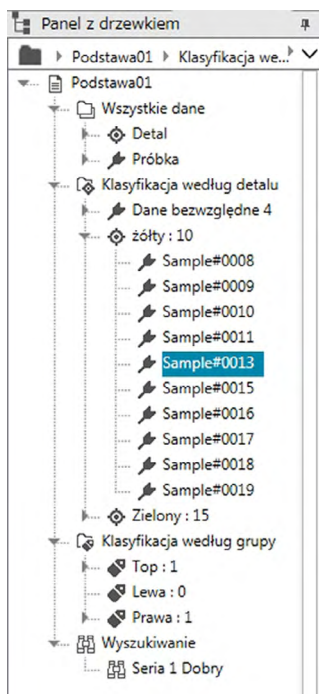 Panel z drzewkiem
Podstawa01 Klasyfikacja we...
Podstawa01
Wszystkie dane
Detal
Próbka
Klasyfikacja według detalu
Dane bezwzględne 4
żółty : 10
Sample#0008
Sample#0009
Sample#0010
Sample#0011
Sample#0013
Sample#0015
Sample#0016
Sample#0017
Sample#0018
Sample#0019
Zielony : 15
Klasyfikacja według grupy
Top : 1
Lewa : 0
Prawa : 1
Wyszukiwanie
Seria 1 Dobry